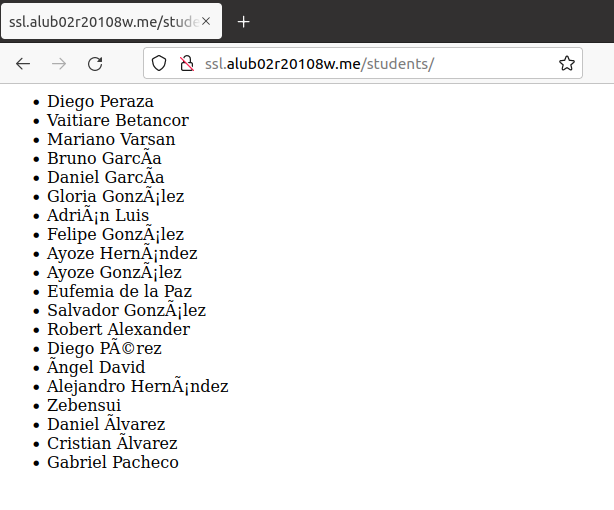 ssl.alub02r20108w.me/stude
ssl.alub02r20108w.me/students/
Diego Peraza
Vaitiare Betancor
Mariano Varsan
Bruno GarcÃa
Daniel GarcÃa
Gloria GonzÃ¡lez
AdriÃ¡n Luis
Felipe GonzÃ¡lez
Ayoze HernÃ¡ndez
Ayoze GonzÃ¡lez
Eufemia de la Paz
Salvador GonzÃ¡lez
Robert Alexander
Diego PÃ©rez
Ãngel David
Alejandro HernÃ¡ndez
Zebensui
Daniel Ãlvarez
Cristian Ãlvarez
Gabriel Pacheco